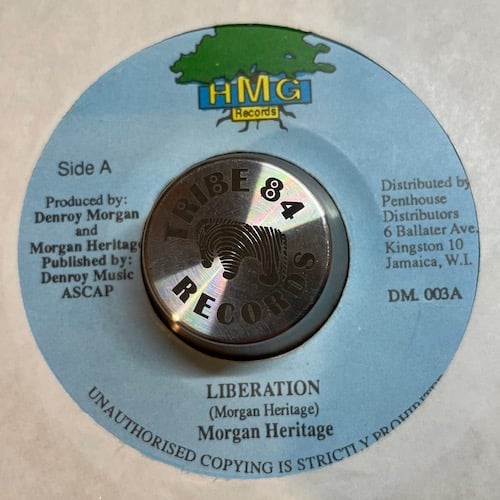 HMG
Records
Side A
Produced by:
Denroy Morgan
and
Morgan Heritage
Published by:
Denroy Music
ASCAP
Distributed by
Penthouse
Distributors
6 Ballater Ave.
Kingston 10
Jamaica, W.I.
DM. 003A
TRIBE 84
RECORDS
LIBERATION
(Morgan Heritage)
Morgan Heritage
UNAUTHORISED COPYING IS STRICTLY PROHIBITED